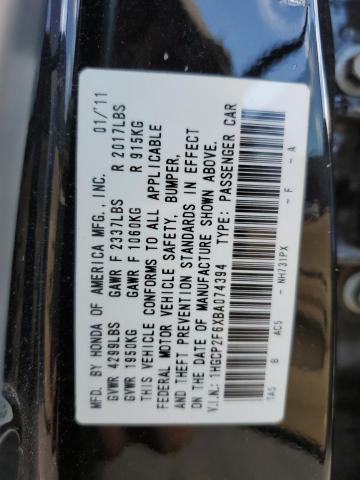 MFD. BY HONDA OF AMERICA MFG., INC. 01/'11
GVWR 4299LBS GAWR F 2337LBS R 2017LBS
GVWR 1950KG GAWR F 1060KG R 915KG
THIS VEHICLE CONFORMS TO ALL APPLICABLE
FEDERAL MOTOR VEHICLE SAFETY, BUMPER,
AND THEFT PREVENTION STANDARDS IN EFFECT
ON THE DATE OF MANUFACTURE SHOWN ABOVE.
V.I.N.: 1HGCP2F6XBA074394 TYPE: PASSENGER CAR
TA5 B AC5 - NH731PX - F - A